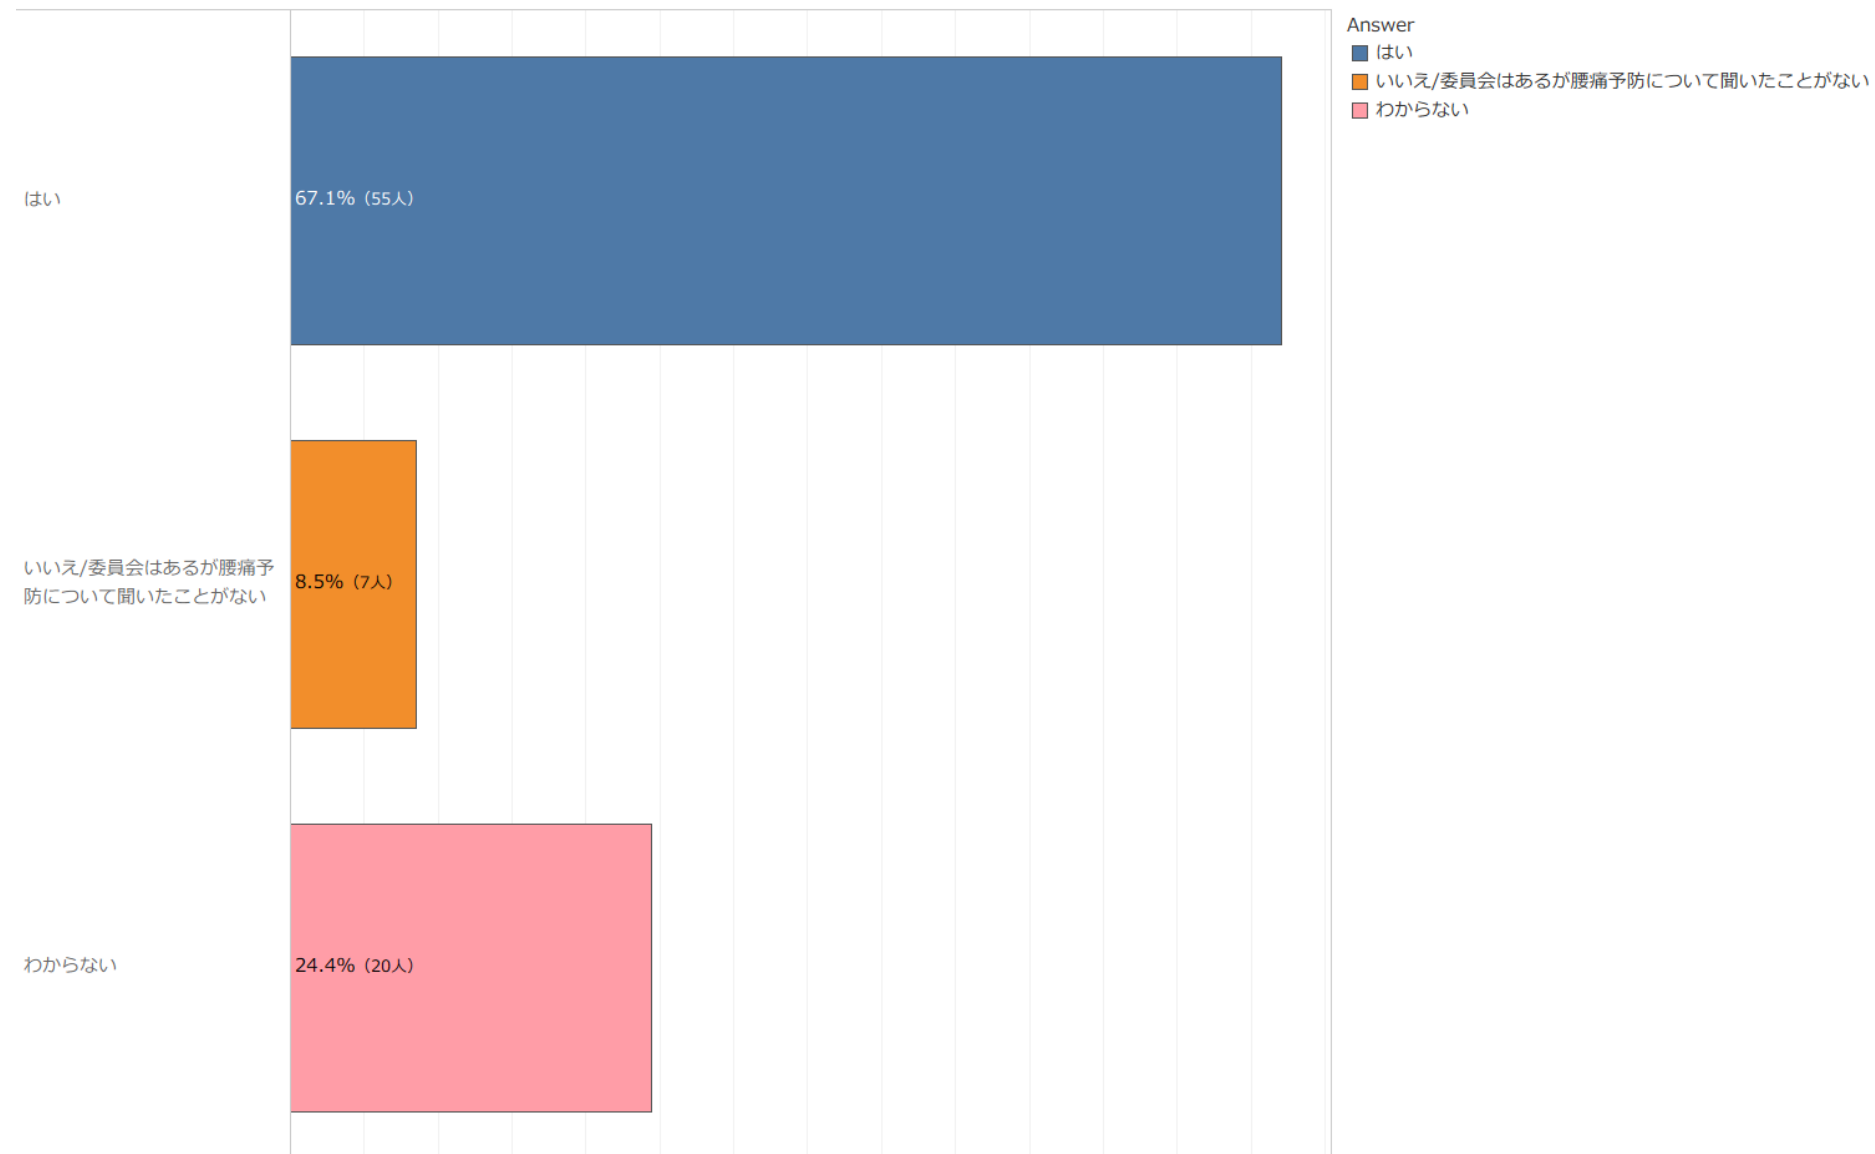 Answer
はい
いいえ/委員会はあるが腰痛予防について聞いたことがない
わからない
はい
67.1%（55人）
いいえ/委員会はあるが腰痛予
防について聞いたことがない
8.5%（7人）
わからない
24.4%（20人）